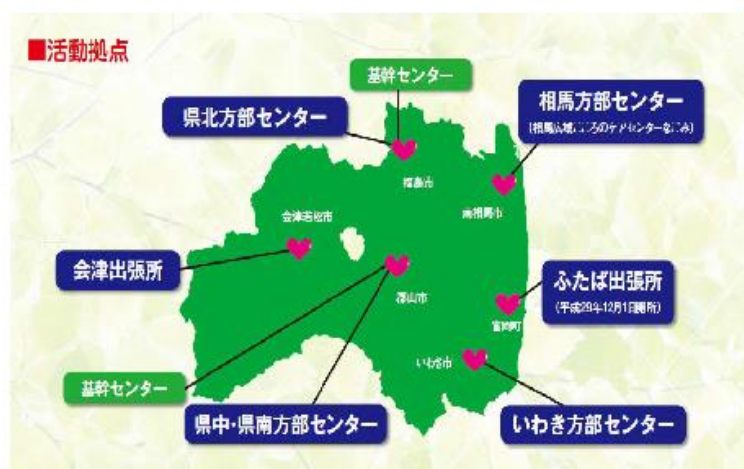 ■活動拠点
基幹センター
県北方部センター
相馬方部センター
(相馬広域こころのケアセンターなごみ)
福島市
南相馬市
会津若松市
会津出張所
郡山市
ふたば出張所
(平成29年12月1日開所)
富岡町
いわき市
基幹センター
県中・県南方部センター
いわき方部センター